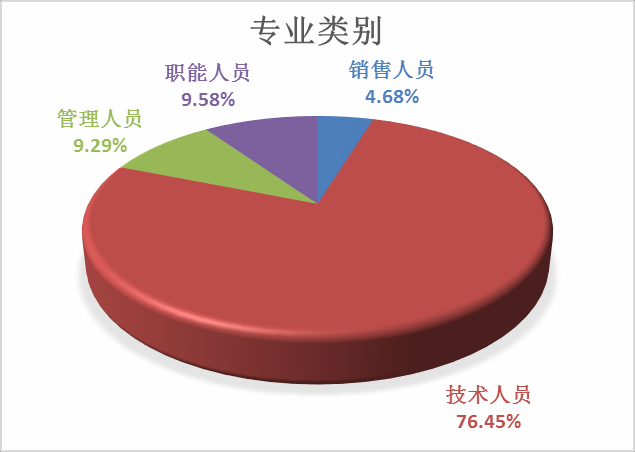 专业类别
职能人员
9.58%
销售人员
4.68%
管理人员
9.29%
技术人员
76.45%